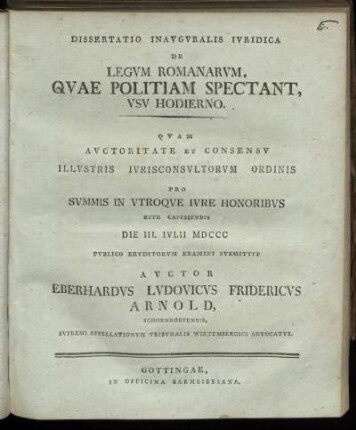 5.
DISSERTATIO INAVGVRALIS IVRIDICA
DE
LEGVM ROMANARVM,
QVAE POLITIAM SPECTANT,
VSV HODIERNO.
QVAM
AVCTORITATE ET CONSENSV
ILLVSTRIS IVRISCONSVLTORVM ORDINIS
PRO
SVMMIS IN VTROQVE IVRE HONORIBVS
RITE CAPESSENDIS
DIE III. IVLII MDCCC
PVBLICO ERVDITORVM EXAMINI SVBMITTIT
AVCTOR
EBERHARDVS LVDOVICVS FRIDERICVS
ARNOLD,
SCHORNDORFENSIS,
SVPREMI APPELLATIONVM TRIBVNALIS WIRTEMBERGICI ADVOCATVS.
GOTTINGAE,
IN OFFICINA BARMEIERIANA.